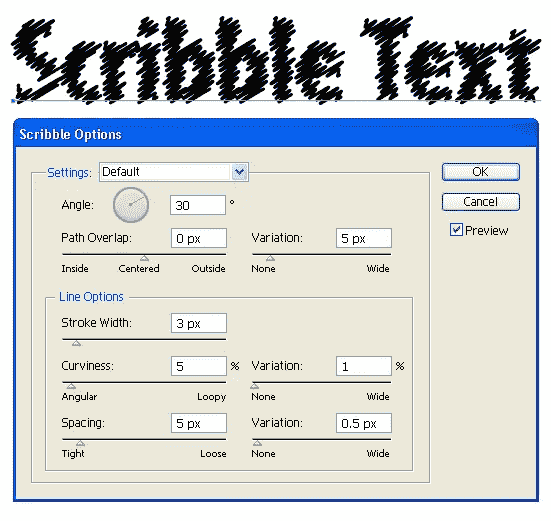 Scribble Text
Scribble Options
Settings: Default
OK
Angle: 30 °
Cancel
Path Overlap: 0 px Variation: 5 px
Preview
Inside Centered Outside None Wide
Line Options
Stroke Width: 3 px
Curviness: 5 % Variation: 1 %
Angular Loopy None Wide
Spacing: 5 px Variation: 0.5 px
Tight Loose None Wide